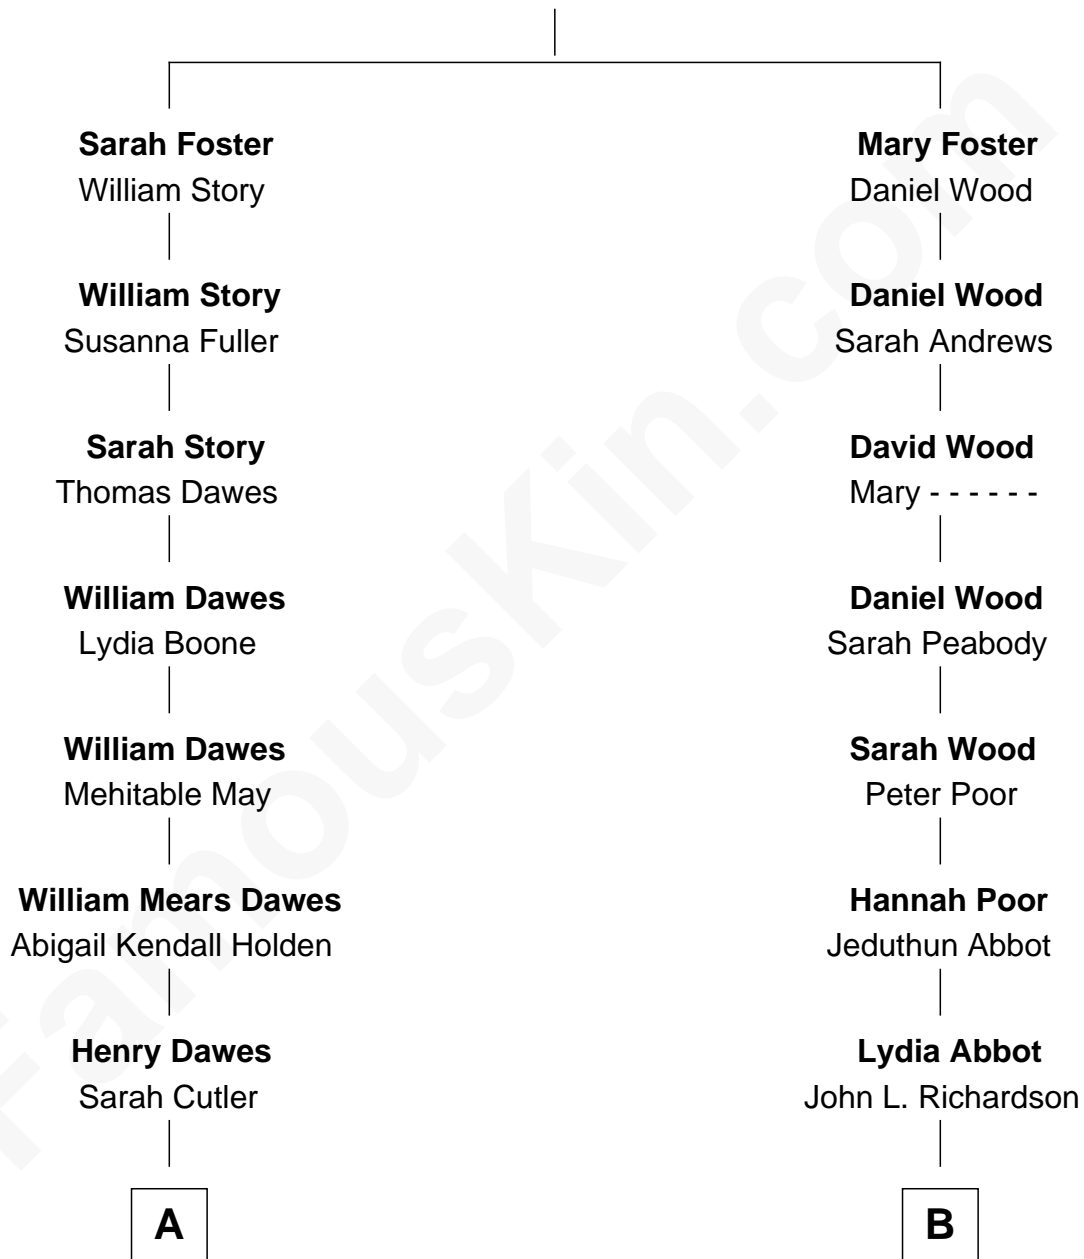 Sarah Foster
William Story
William Story
Susanna Fuller
Sarah Story
Thomas Dawes
William Dawes
Lydia Boone
William Dawes
Mehitable May
William Mears Dawes
Abigail Kendall Holden
Henry Dawes
Sarah Cutler
A
Mary Foster
Daniel Wood
Daniel Wood
Sarah Andrews
David Wood
Mary - - - - - -
Daniel Wood
Sarah Peabody
Sarah Wood
Peter Poor
Hannah Poor
Jeduthun Abbot
Lydia Abbot
John L. Richardson
B
FamousKin.com